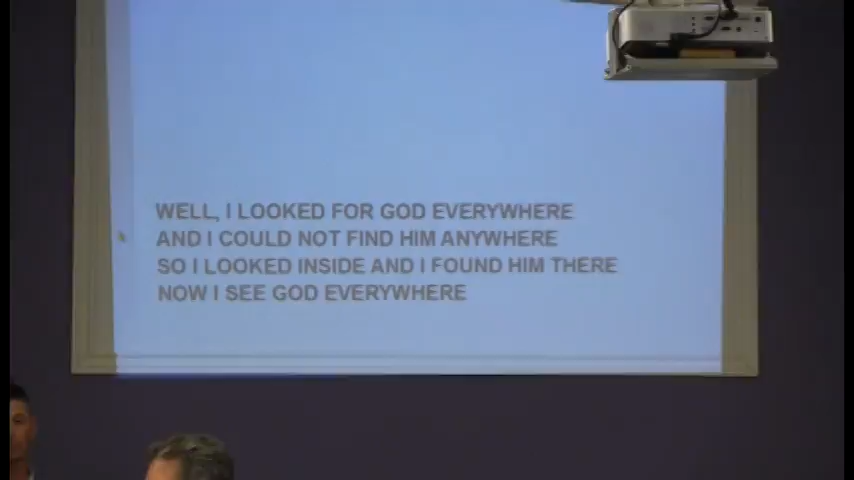 WELL, I LOOKED FOR GOD EVERYWHERE
AND I COULD NOT FIND HIM ANYWHERE
SO I LOOKED INSIDE AND I FOUND HIM THERE
NOW I SEE GOD EVERYWHERE